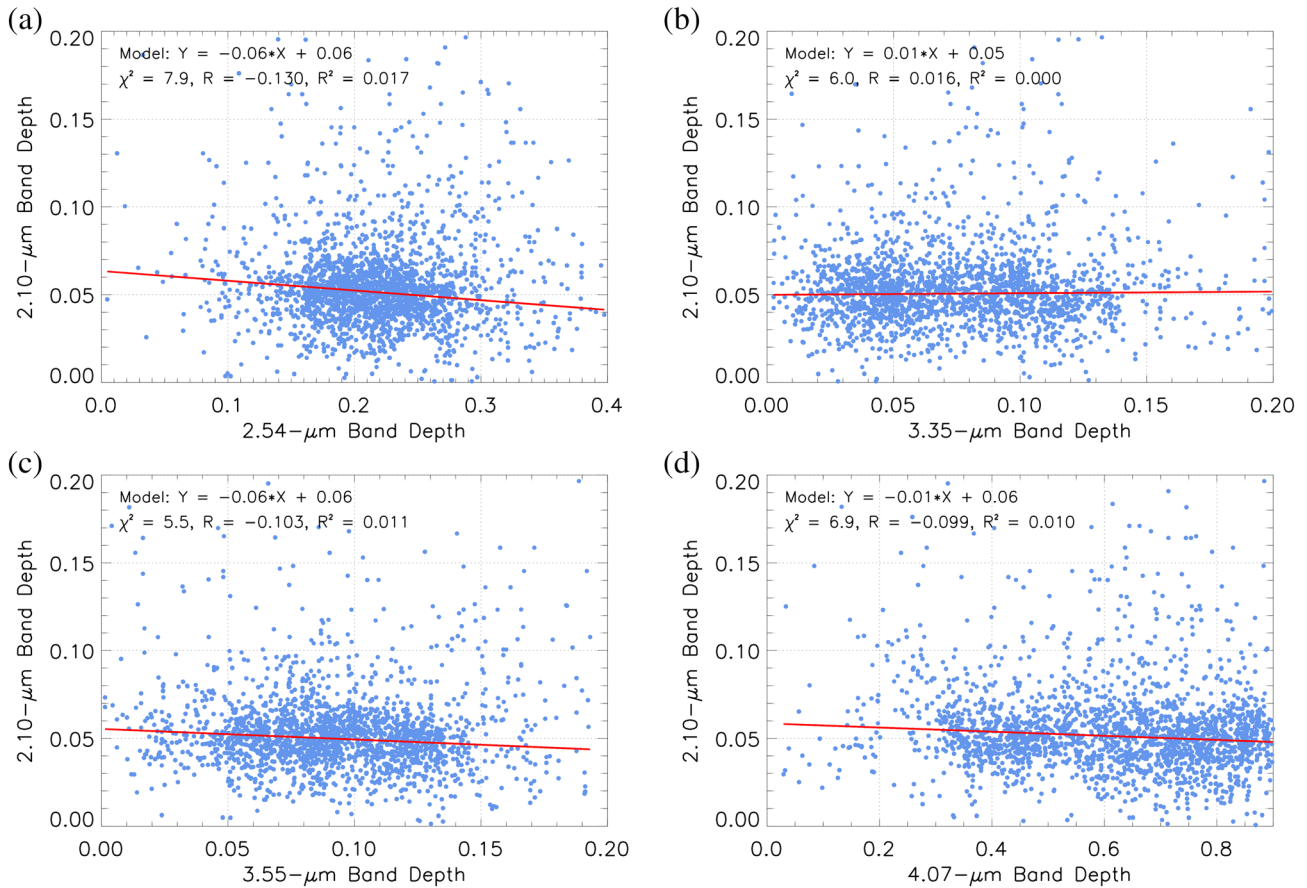 (a)
Model: Y = −0.06*X + 0.06
χ² = 7.9, R = −0.130, R² = 0.017
0.20
0.15
0.10
0.05
0.00
2.10−μm Band Depth
0.0 0.1 0.2 0.3 0.4
2.54−μm Band Depth
(b)
Model: Y = 0.01*X + 0.05
χ² = 6.0, R = 0.016, R² = 0.000
0.20
0.15
0.10
0.05
0.00
2.10−μm Band Depth
0.00 0.05 0.10 0.15 0.20
3.35−μm Band Depth
(c)
Model: Y = −0.06*X + 0.06
χ² = 5.5, R = −0.103, R² = 0.011
0.20
0.15
0.10
0.05
0.00
2.10−μm Band Depth
0.00 0.05 0.10 0.15 0.20
3.55−μm Band Depth
(d)
Model: Y = −0.01*X + 0.06
χ² = 6.9, R = −0.099, R² = 0.010
0.20
0.15
0.10
0.05
0.00
2.10−μm Band Depth
0.0 0.2 0.4 0.6 0.8
4.07−μm Band Depth